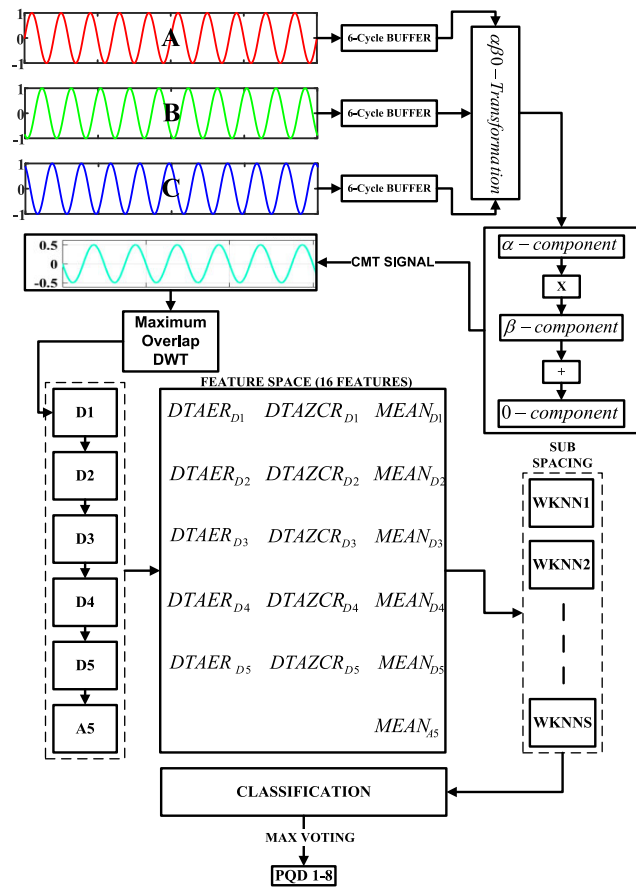 1
0
-1
A
6-Cycle BUFFER
αβ0-Transformation
1
0
-1
B
6-Cycle BUFFER
1
0
-1
C
6-Cycle BUFFER
0.5
0
-0.5
CMT SIGNAL
α-component
X
β-component
+
0-component
Maximum
Overlap
DWT
FEATURE SPACE (16 FEATURES)
SUB
SPACING
D1
D2
D3
D4
D5
A5
DTAER_D1 DTAZCR_D1 MEAN_D1
DTAER_D2 DTAZCR_D2 MEAN_D2
DTAER_D3 DTAZCR_D3 MEAN_D3
DTAER_D4 DTAZCR_D4 MEAN_D4
DTAER_D5 DTAZCR_D5 MEAN_D5
MEAN_A5
WKNN1
WKNN2
WKNNS
CLASSIFICATION
MAX VOTING
PQD 1-8